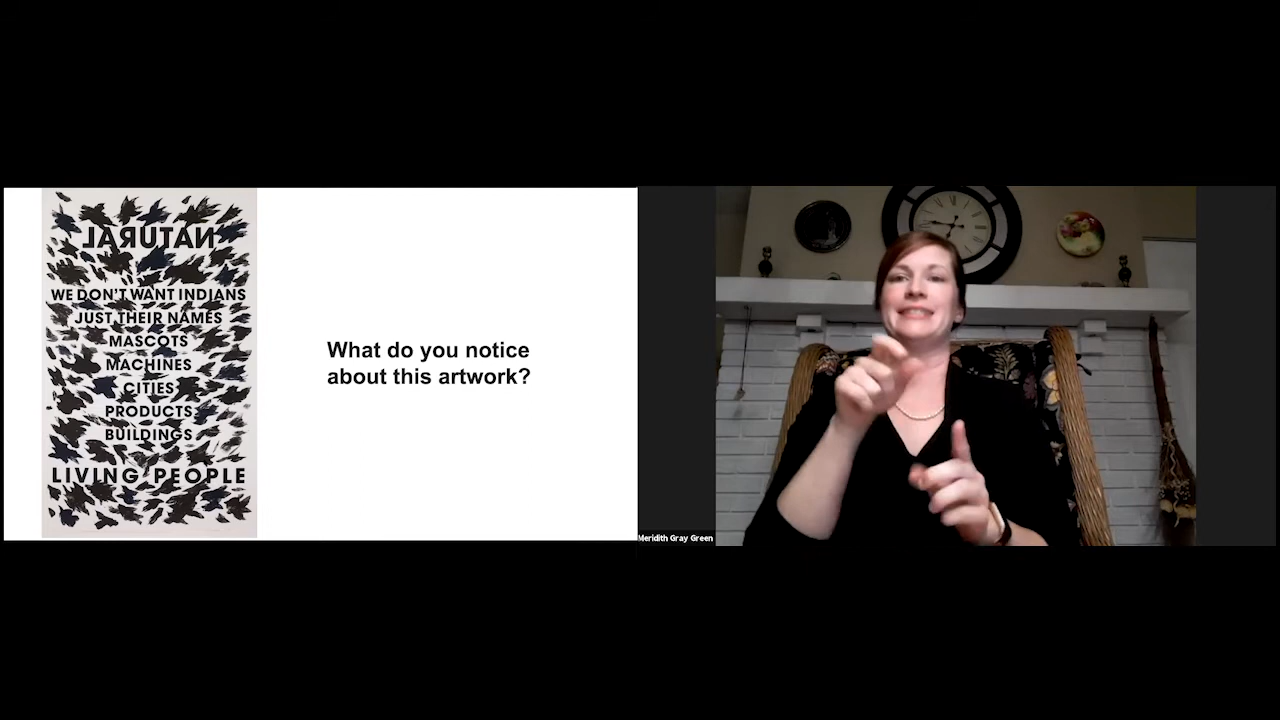 NATURAL
WE DON'T WANT INDIANS
JUST THEIR NAMES
MASCOTS
MACHINES
CITIES
PRODUCTS
BUILDINGS
LIVING PEOPLE
What do you notice
about this artwork?
Meridith Gray Green